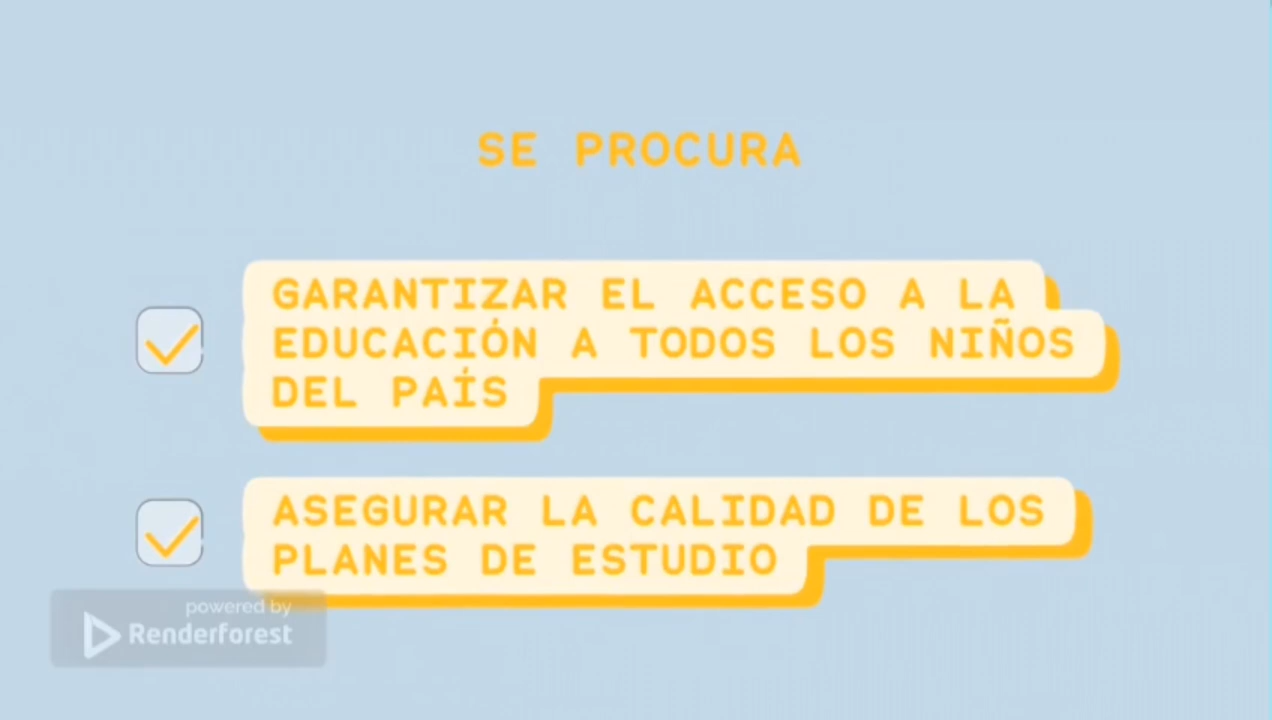 SE PROCURA
GARANTIZAR EL ACCESO A LA
EDUCACIÓN A TODOS LOS NIÑOS
DEL PAÍS
ASEGURAR LA CALIDAD DE LOS
PLANES DE ESTUDIO
powered by
Renderforest